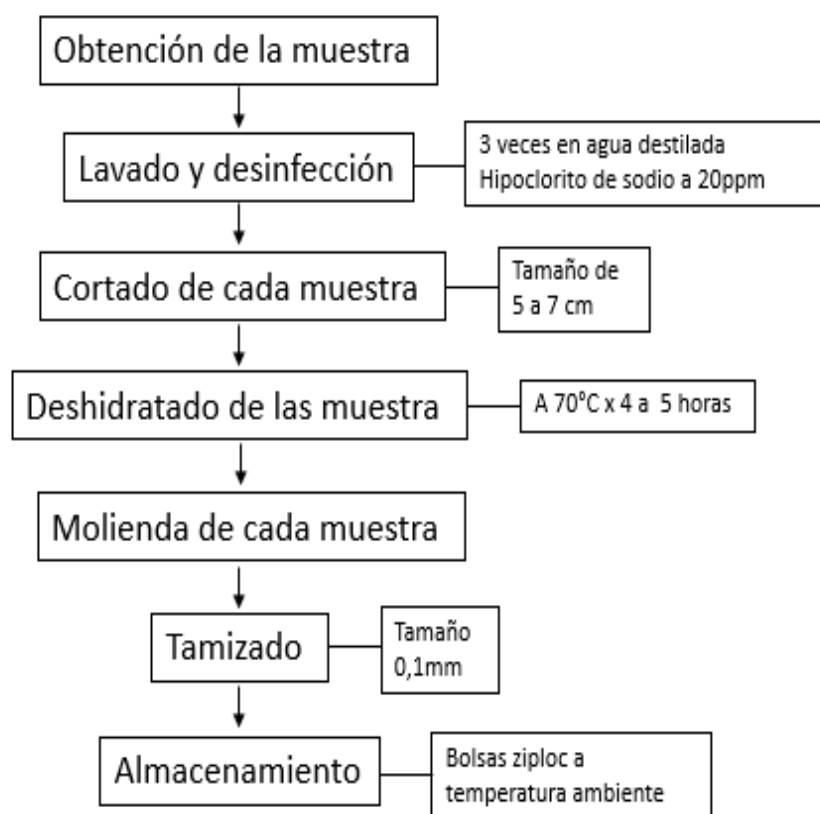 Obtención de la muestra
Lavado y desinfección
3 veces en agua destilada
Hipoclorito de sodio a 20ppm
Cortado de cada muestra
Tamaño de
5 a 7 cm
Deshidratado de las muestra
A 70°C x 4 a 5 horas
Molienda de cada muestra
Tamizado
Tamaño
0,1mm
Almacenamiento
Bolsas ziploc a
temperatura ambiente